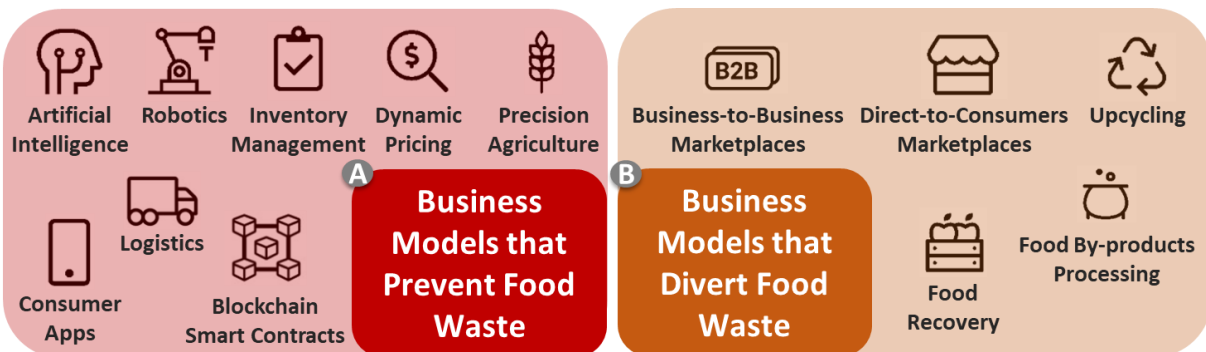 Artificial
Intelligence
Robotics
Inventory
Management
$
Dynamic
Pricing
Precision
Agriculture
Logistics
Consumer
Apps
Blockchain
Smart Contracts
A
Business
Models that
Prevent Food
Waste
B2B
Business-to-Business
Marketplaces
Direct-to-Consumers
Marketplaces
Upcycling
B
Business
Models that
Divert Food
Waste
Food
Recovery
Food By-products
Processing